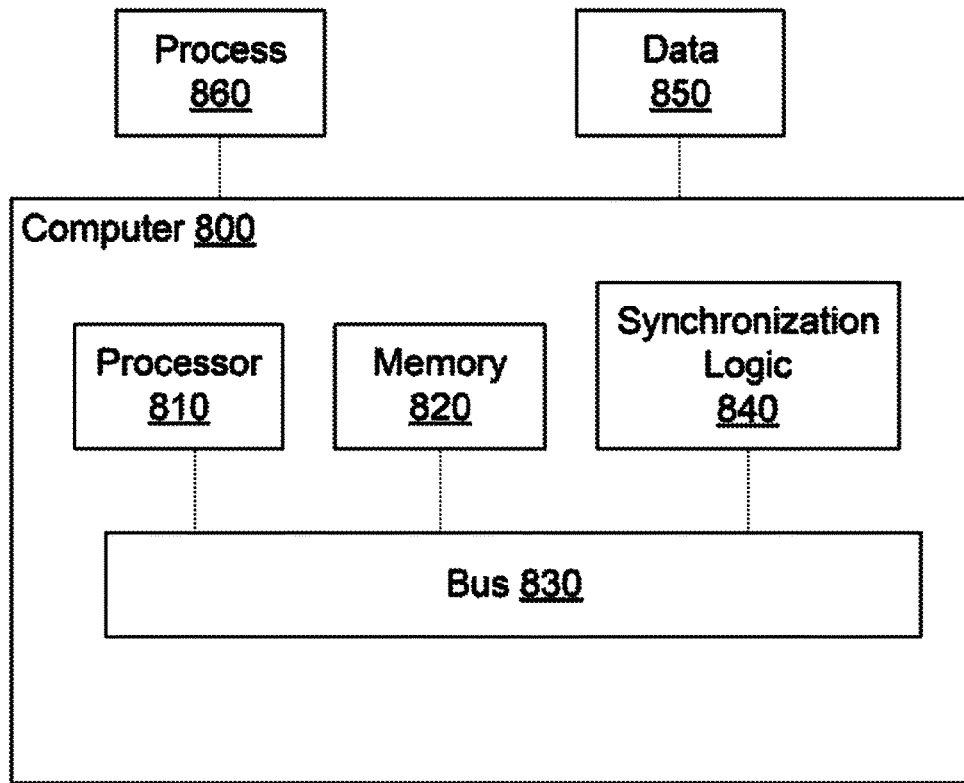 Process
860
Data
850
Computer 800
Processor
810
Memory
820
Synchronization
Logic
840
Bus 830